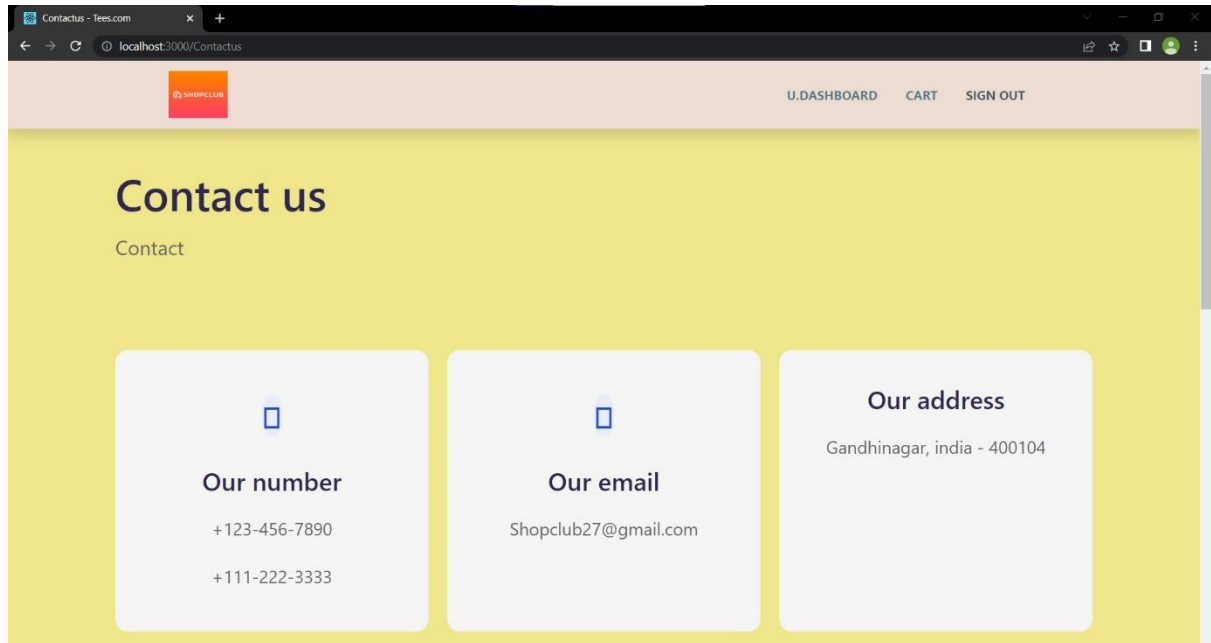 Contactus - Tees.com
localhost:3000/Contactus
SHOPCLUB
U.DASHBOARD CART SIGN OUT
Contact us
Contact
Our number
+123-456-7890
+111-222-3333
Our email
Shopclub27@gmail.com
Our address
Gandhinagar, india - 400104